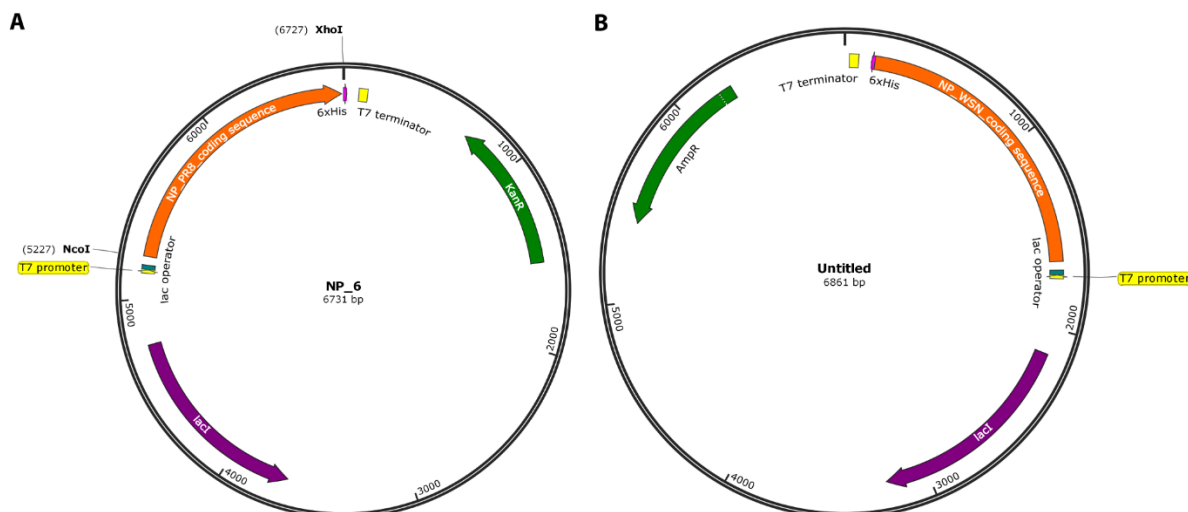 A
(6727) XhoI
6xHis
T7 terminator
KanR
1000
2000
3000
4000
lacI
5000
T7 promoter
lac operator
(5227) NcoI
NP_PR8_coding sequence
6000
NP_6
6731 bp
B
T7 terminator
6xHis
NP_WSN_coding sequence
1000
lac operator
T7 promoter
2000
lacI
3000
4000
5000
AmpR
6000
Untitled
6861 bp